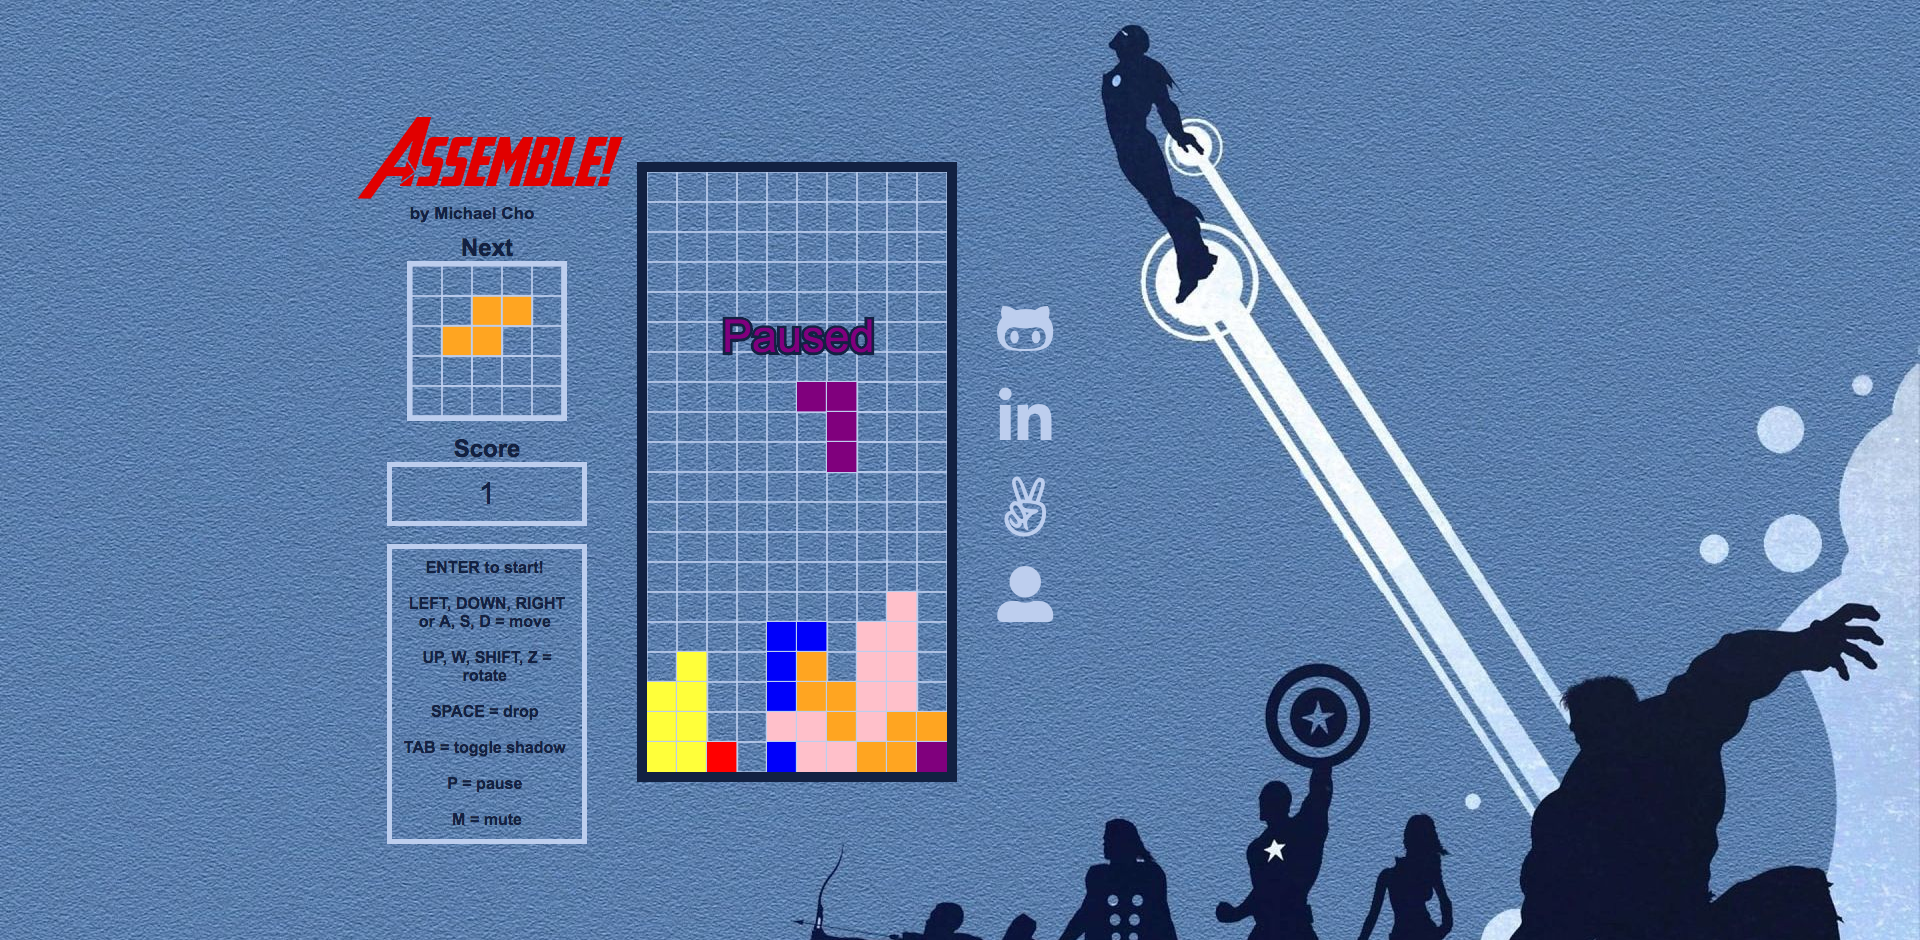 ASSEMBLE!
by Michael Cho
Next
Score
1
ENTER to start!
LEFT, DOWN, RIGHT
or A, S, D = move
UP, W, SHIFT, Z =
rotate
SPACE = drop
TAB = toggle shadow
P = pause
M = mute
Paused
in